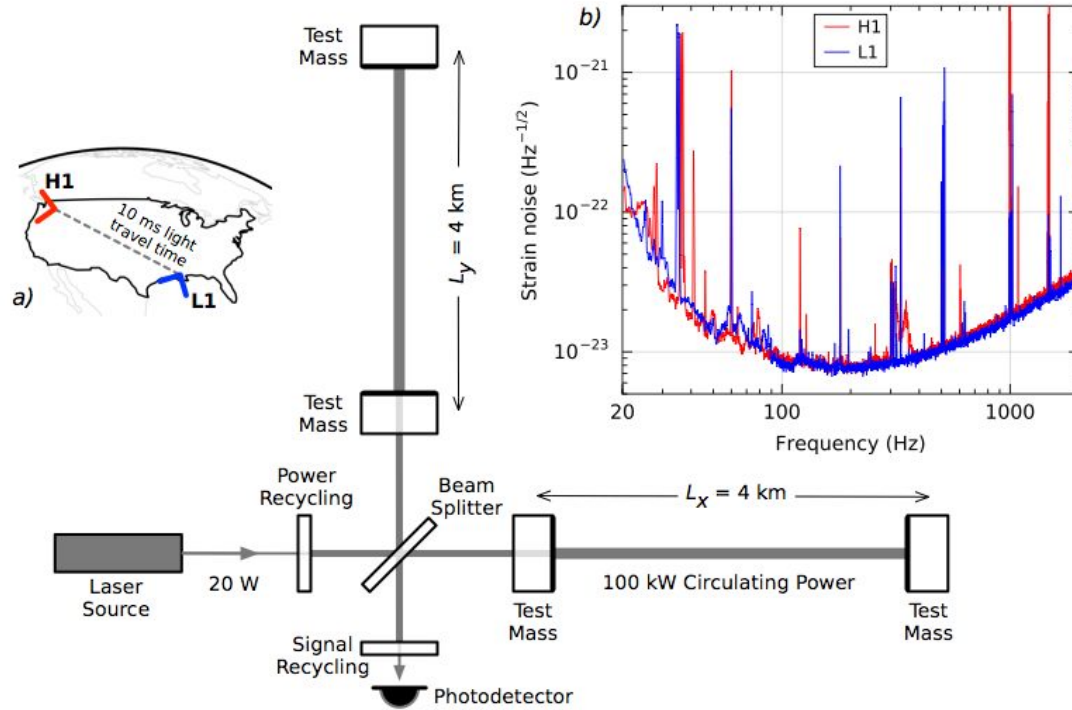 Test
Mass
b)
H1
L1
10⁻²¹
10⁻²²
10⁻²³
Strain noise (Hz⁻¹/²)
20
100
1000
Frequency (Hz)
H1
10 ms light
travel time
L1
a)
Ly = 4 km
Test
Mass
Power
Recycling
Beam
Splitter
Lx = 4 km
Laser
Source
20 W
100 kW Circulating Power
Test
Mass
Test
Mass
Signal
Recycling
Photodetector